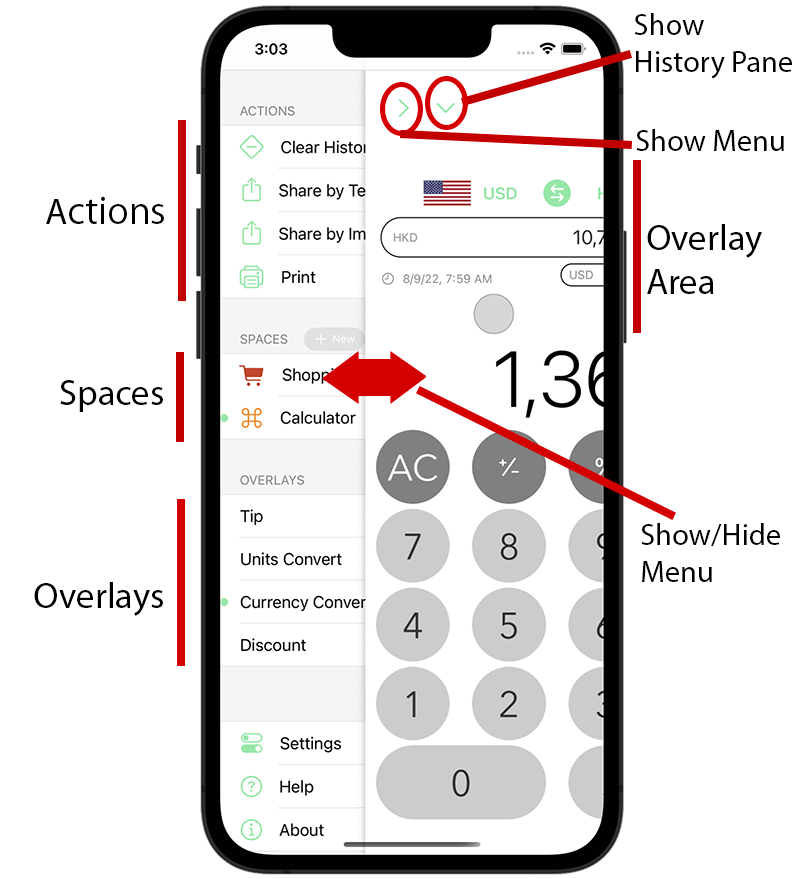 Show
History Pane
Show Menu
Overlay
Area
Show/Hide
Menu
Actions
Spaces
Overlays
3:03
ACTIONS
Clear Histor
Share by Te
Share by Im
Print
SPACES
+ New
Shoppi
Calculator
OVERLAYS
Tip
Units Convert
Currency Conver
Discount
Settings
Help
About
USD
HKD 10,7
8/9/22, 7:59 AM USD
1,36
AC +/-
7 8 9
4 5 6
1 2 3
0